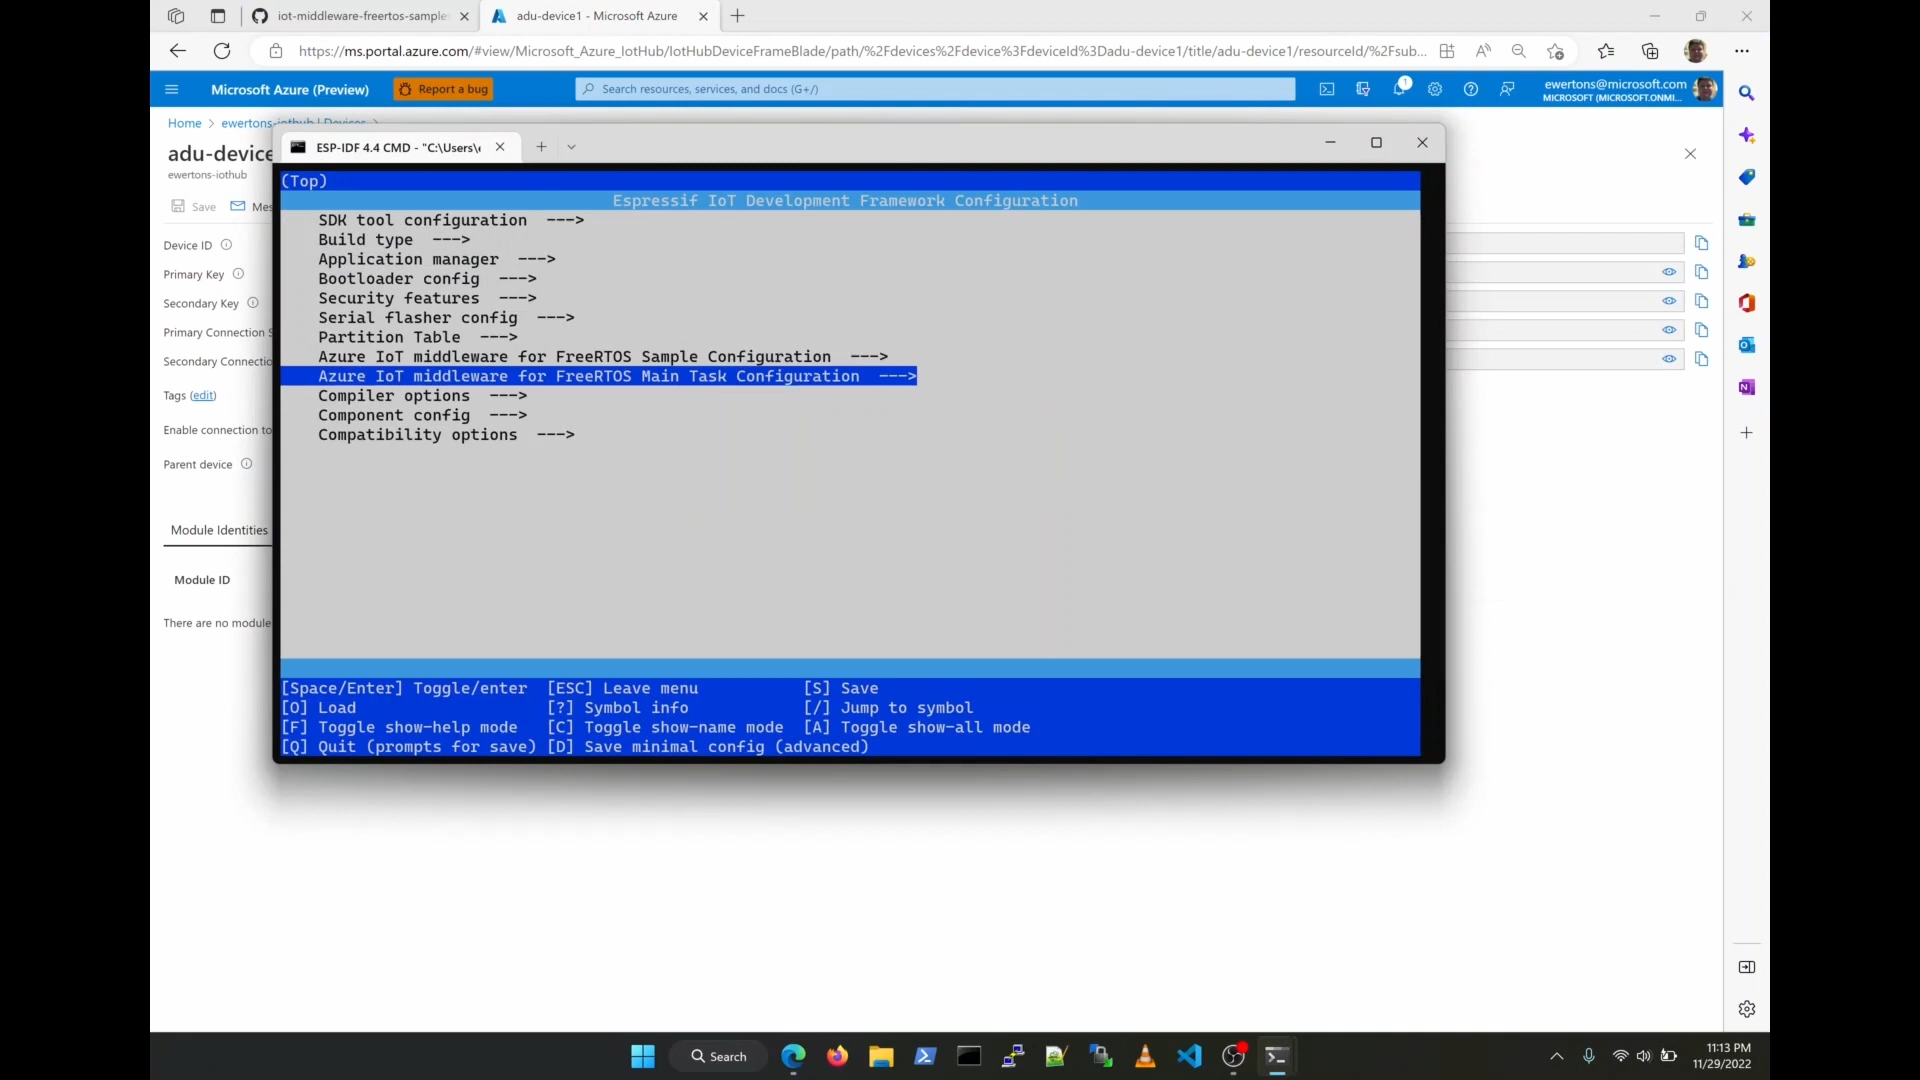 iot-middleware-freertos-samples
adu-device1 - Microsoft Azure
https://ms.portal.azure.com/#view/Microsoft_Azure_IotHub/IotHubDeviceFrameBlade/path/%2Fdevices%2Fdevice%3FdeviceId%3Dadu-device1/title/adu-device1/resourceId/%2Fsub...
Microsoft Azure (Preview)
Report a bug
Search resources, services, and docs (G+/)
1
ewertons@microsoft.com
MICROSOFT (MICROSOFT.ONMI...
Home > ewertons-iothub | Devices >
adu-device
ewertons-iothub
Save
Mes
Device ID
Primary Key
Secondary Key
Primary Connection S
Secondary Connectio
Tags (edit)
Enable connection to
Parent device
Module Identities
Module ID
There are no module
ESP-IDF 4.4 CMD - "C:\Users\e
(Top)
Espressif IoT Development Framework Configuration
SDK tool configuration --->
Build type --->
Application manager --->
Bootloader config --->
Security features --->
Serial flasher config --->
Partition Table --->
Azure IoT middleware for FreeRTOS Sample Configuration --->
Azure IoT middleware for FreeRTOS Main Task Configuration --->
Compiler options --->
Component config --->
Compatibility options --->
[Space/Enter] Toggle/enter [ESC] Leave menu [S] Save
[O] Load [?] Symbol info [/] Jump to symbol
[F] Toggle show-help mode [C] Toggle show-name mode [A] Toggle show-all mode
[Q] Quit (prompts for save) [D] Save minimal config (advanced)
Search
11:13 PM
11/29/2022